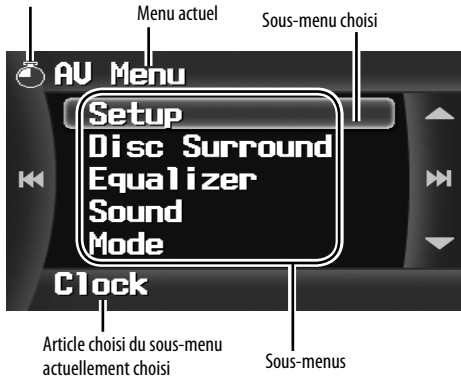 Menu actuel
Sous-menu choisi
AV Menu
Setup
Disc Surround
Equalizer
Sound
Mode
Clock
Article choisi du sous-menu
actuellement choisi
Sous-menus